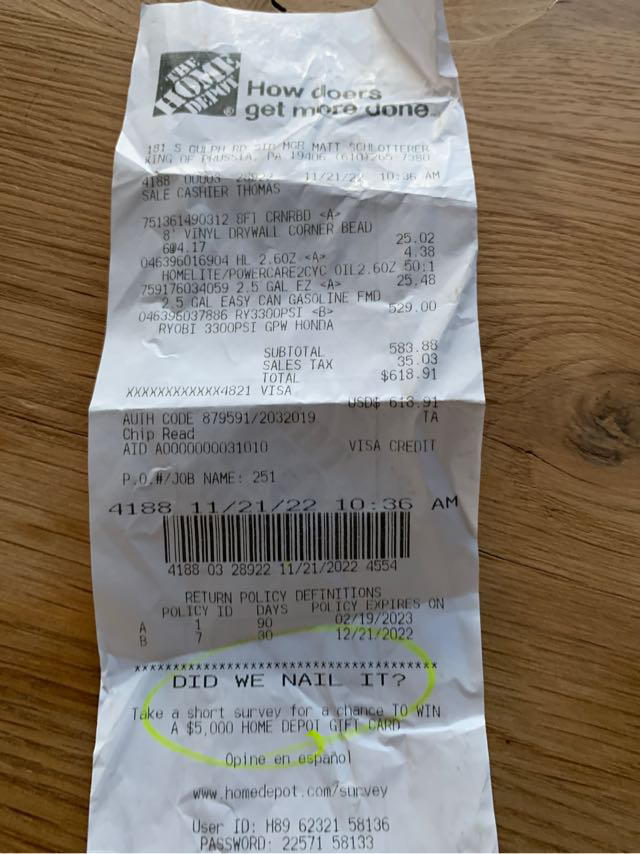 THE
HOME
DEPOT
How doers
get more done
181 S GULPH RD STR MGR MATT SCHLOTTERER
KING OF PRUSSIA, PA 19406 (610)265-7380
4188 00003 28922 11/21/22 10:36 AM
SALE CASHIER THOMAS
751361490312 8FT CRNRBD <A>
8' VINYL DRYWALL CORNER BEAD
6@4.17 25.02
046396016904 HL 2.6OZ <A> 4.38
HOMELITE/POWERCARE2CYC OIL2.6OZ 50:1
759176034059 2.5 GAL EZ <A> 25.48
2.5 GAL EASY CAN GASOLINE FMD
046396037886 RY3300PSI <B> 529.00
RYOBI 3300PSI GPW HONDA
SUBTOTAL 583.88
SALES TAX 35.03
TOTAL $618.91
XXXXXXXXXXXX4821 VISA
USD$ 618.91
AUTH CODE 879591/2032019 TA
Chip Read
AID A0000000031010 VISA CREDIT
P.O.#/JOB NAME: 251
4188 11/21/22 10:36 AM
4188 03 28922 11/21/2022 4554
RETURN POLICY DEFINITIONS
POLICY ID DAYS POLICY EXPIRES ON
A 1 90 02/19/2023
B 7 30 12/21/2022
****************************************
DID WE NAIL IT?
Take a short survey for a chance TO WIN
A $5,000 HOME DEPOT GIFT CARD
Opine en español
www.homedepot.com/survey
User ID: H89 62321 58136
PASSWORD: 22571 58133